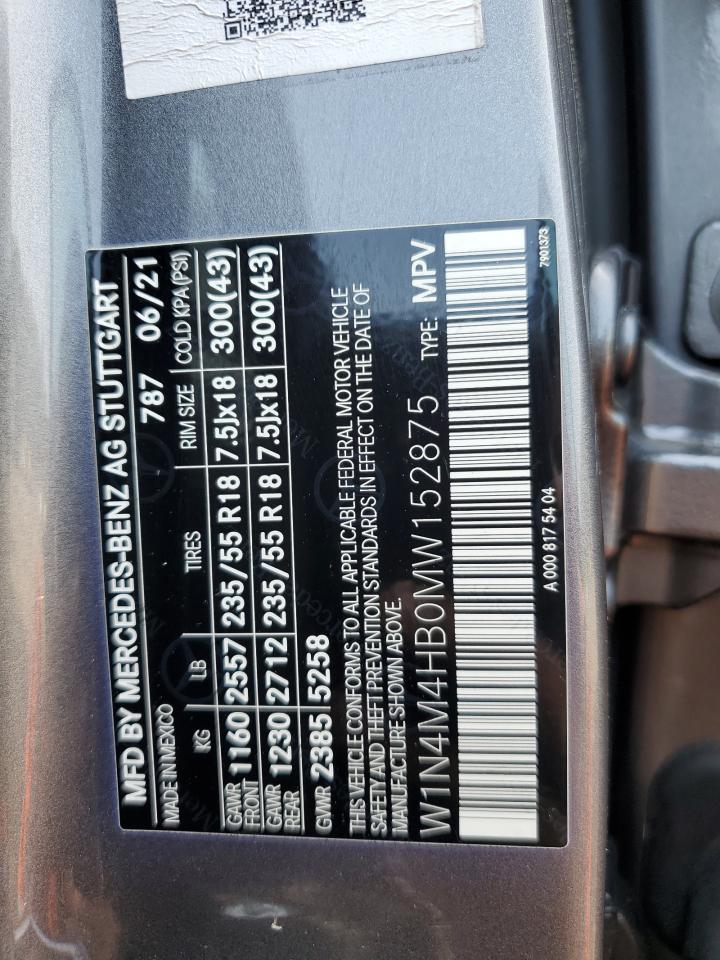 MFD BY MERCEDES-BENZ AG STUTTGART
MADE IN MEXICO 787 06/21
KG LB TIRES RIM SIZE COLD KPA(PSI)
GAWR FRONT 1160 2557 235/55 R18 7.5Jx18 300(43)
GAWR REAR 1230 2712 235/55 R18 7.5Jx18 300(43)
GVWR 2385 5258
THIS VEHICLE CONFORMS TO ALL APPLICABLE FEDERAL MOTOR VEHICLE
SAFETY AND THEFT PREVENTION STANDARDS IN EFFECT ON THE DATE OF
MANUFACTURE SHOWN ABOVE.
W1N4M4HB0MW152875 TYPE: MPV
A 000 817 54 04
7901373